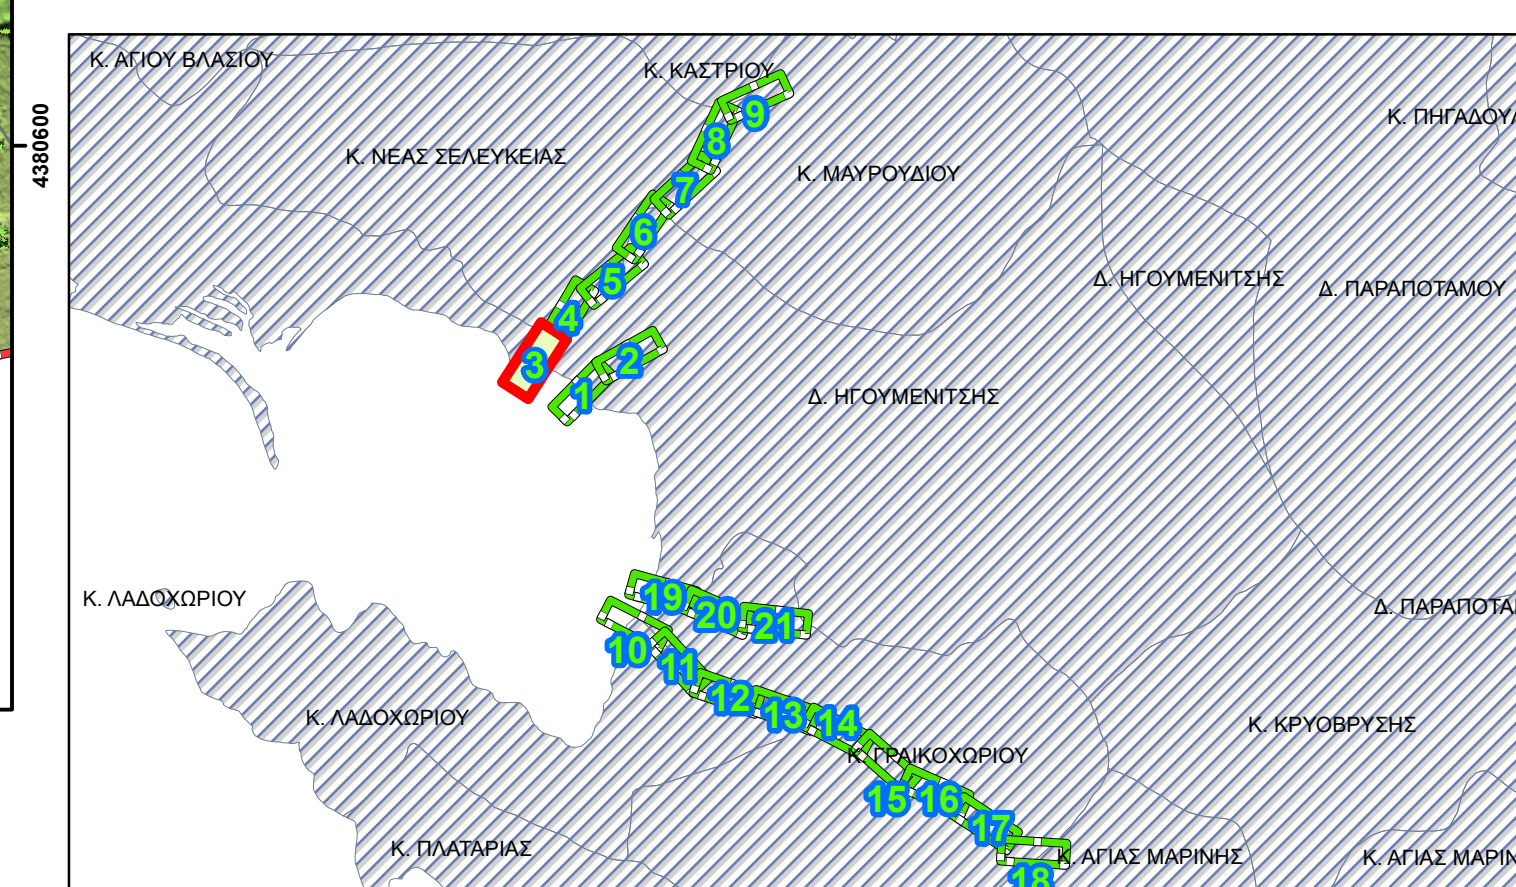 Κ. ΑΓΙΟΥ ΒΛΑΣΙΟΥ
Κ. ΚΑΣΤΡΙΟΥ
9
Κ. ΠΗΓΑΔΟΥΛ
4380600
8
Κ. ΝΕΑΣ ΣΕΛΕΥΚΕΙΑΣ
Κ. ΜΑΥΡΟΥΔΙΟΥ
7
6
5
Δ. ΗΓΟΥΜΕΝΙΤΣΗΣ
Δ. ΠΑΡΑΠΟΤΑΜΟΥ
4
3
2
1
Δ. ΗΓΟΥΜΕΝΙΤΣΗΣ
Κ. ΛΑΔΟΧΩΡΙΟΥ
19
20
21
Δ. ΠΑΡΑΠΟΤΑ
10
11
12
13
14
Κ. ΛΑΔΟΧΩΡΙΟΥ
Κ. ΚΡΥΟΒΡΥΣΗΣ
Κ. ΓΡΑΙΚΟΧΩΡΙΟΥ
15
16
17
Κ. ΠΛΑΤΑΡΙΑΣ
Κ. ΑΓΙΑΣ ΜΑΡΙΝΗΣ
Κ. ΑΓΙΑΣ ΜΑΡΙΝ
18